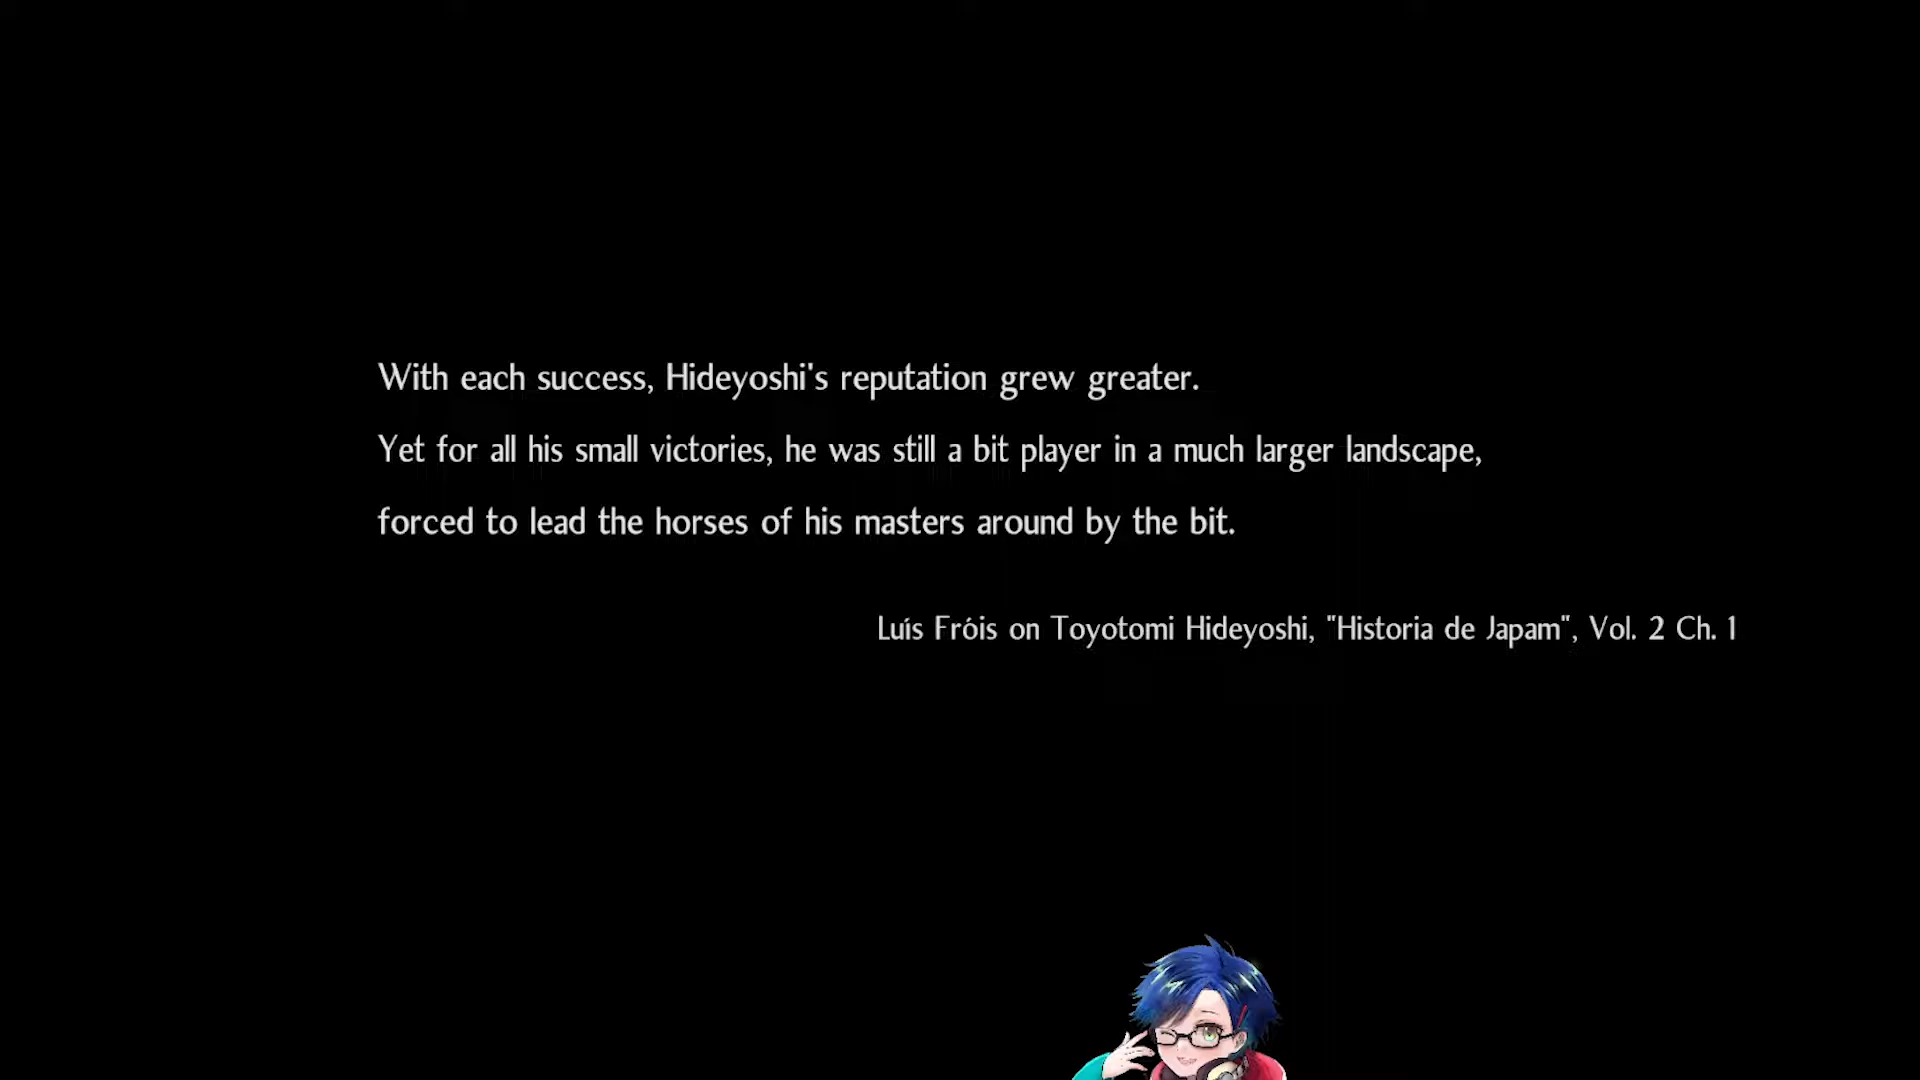 With each success, Hideyoshi's reputation grew greater.
Yet for all his small victories, he was still a bit player in a much larger landscape,
forced to lead the horses of his masters around by the bit.
Luís Fróis on Toyotomi Hideyoshi, "Historia de Japam", Vol. 2 Ch. 1